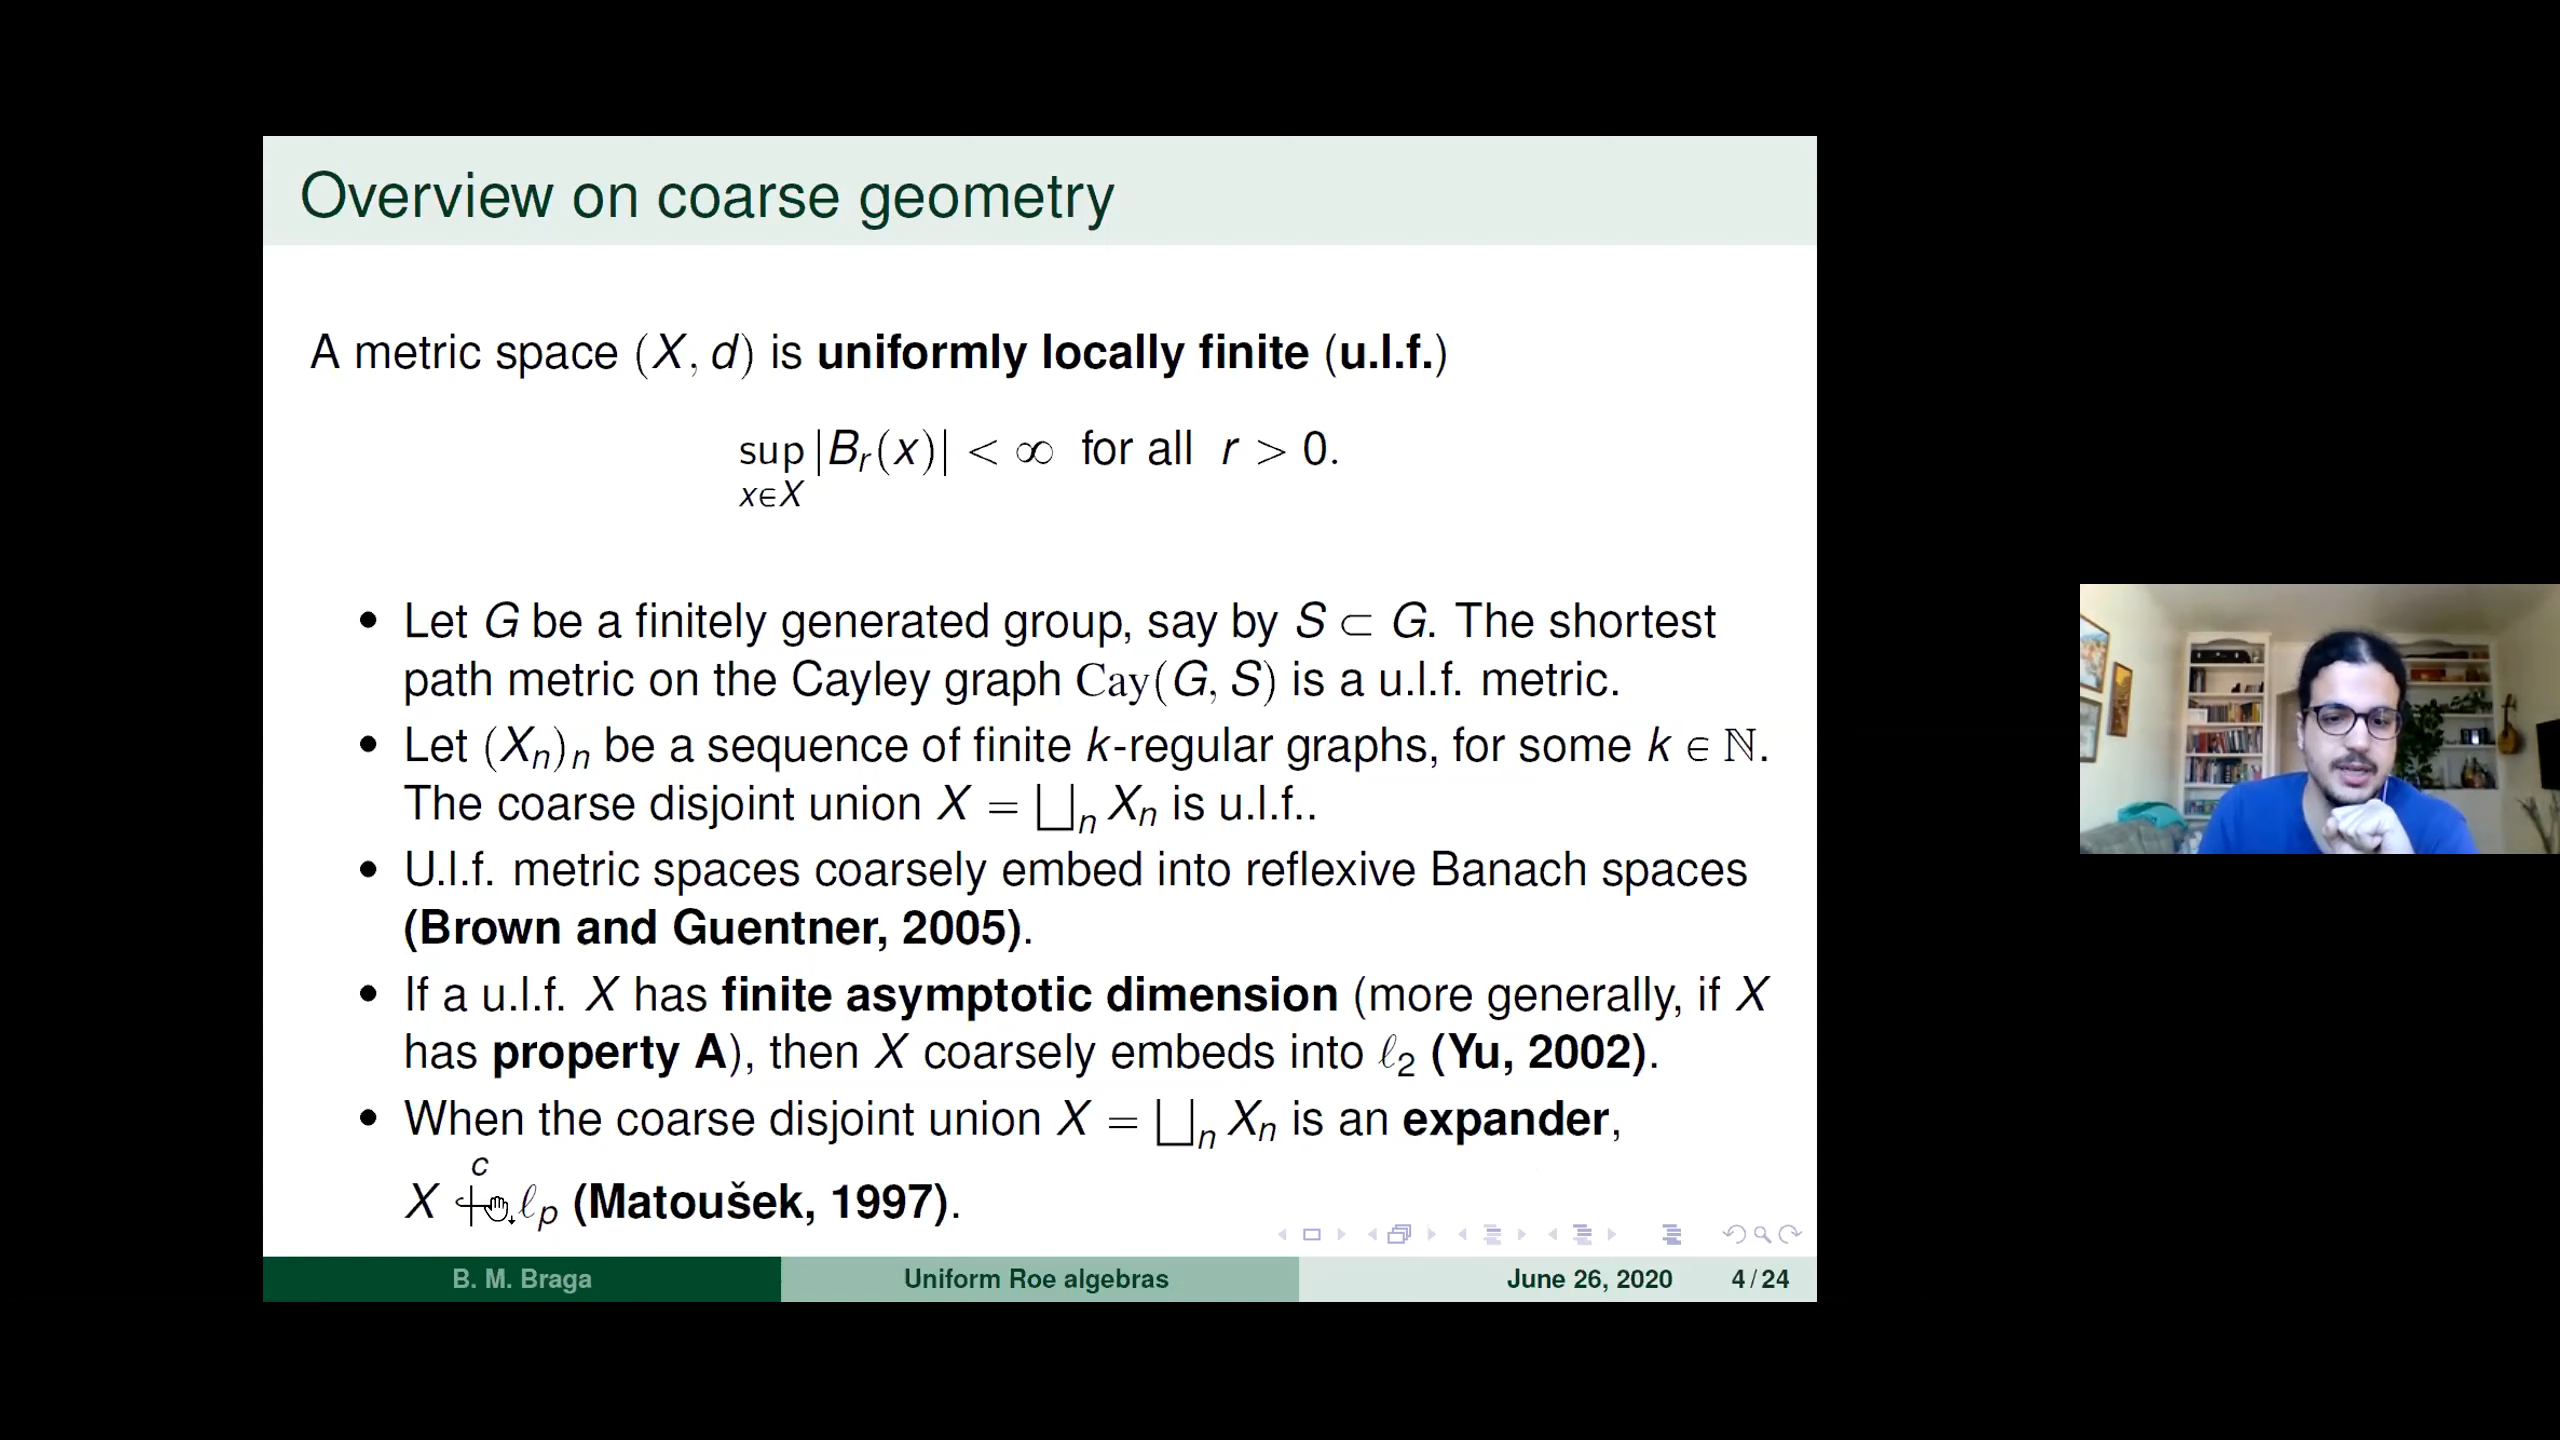 Overview on coarse geometry
A metric space (X, d) is uniformly locally finite (u.l.f.)
sup |B_r(x)| < ∞ for all r > 0.
x∈X
• Let G be a finitely generated group, say by S ⊂ G. The shortest
path metric on the Cayley graph Cay(G, S) is a u.l.f. metric.
• Let (X_n)_n be a sequence of finite k-regular graphs, for some k ∈ ℕ.
The coarse disjoint union X = ⨆_n X_n is u.l.f..
• U.l.f. metric spaces coarsely embed into reflexive Banach spaces
(Brown and Guentner, 2005).
• If a u.l.f. X has finite asymptotic dimension (more generally, if X
has property A), then X coarsely embeds into ℓ_2 (Yu, 2002).
• When the coarse disjoint union X = ⨆_n X_n is an expander,
c
X ↪̸ ℓ_p (Matoušek, 1997).
B. M. Braga Uniform Roe algebras June 26, 2020 4/24